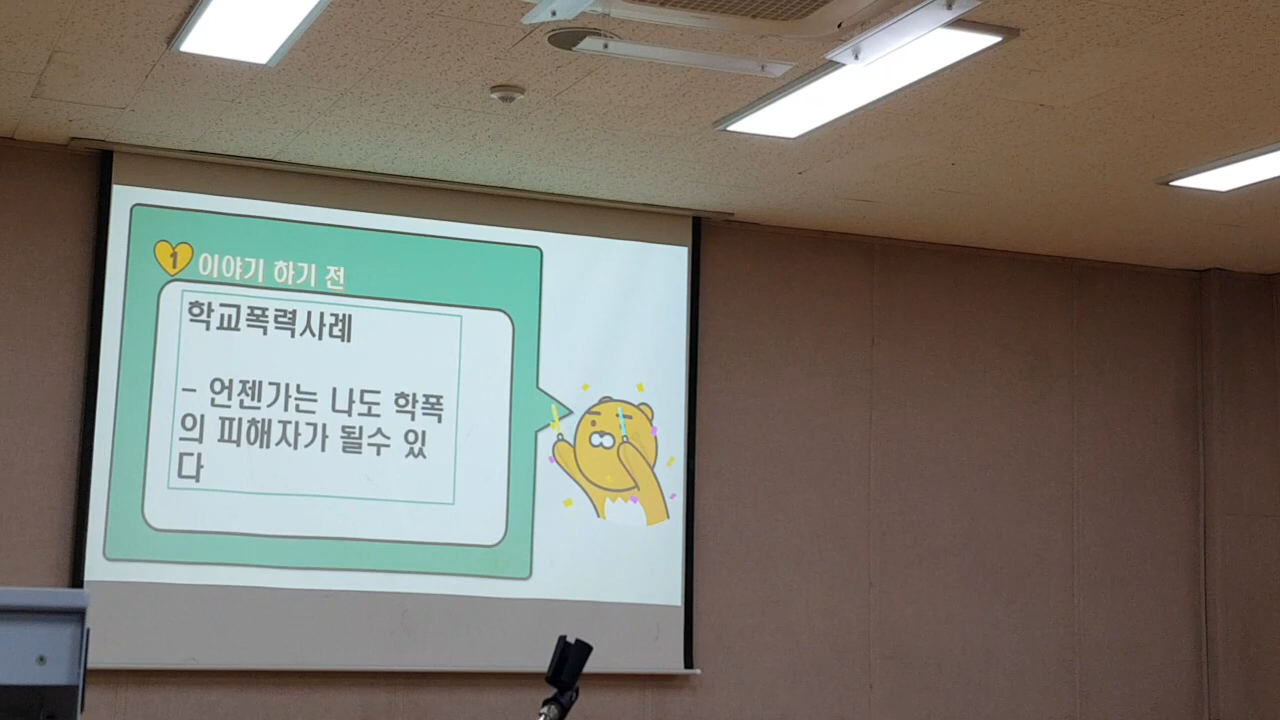 1 이야기 하기 전
학교폭력사례
- 언젠가는 나도 학폭
의 피해자가 될수 있
다